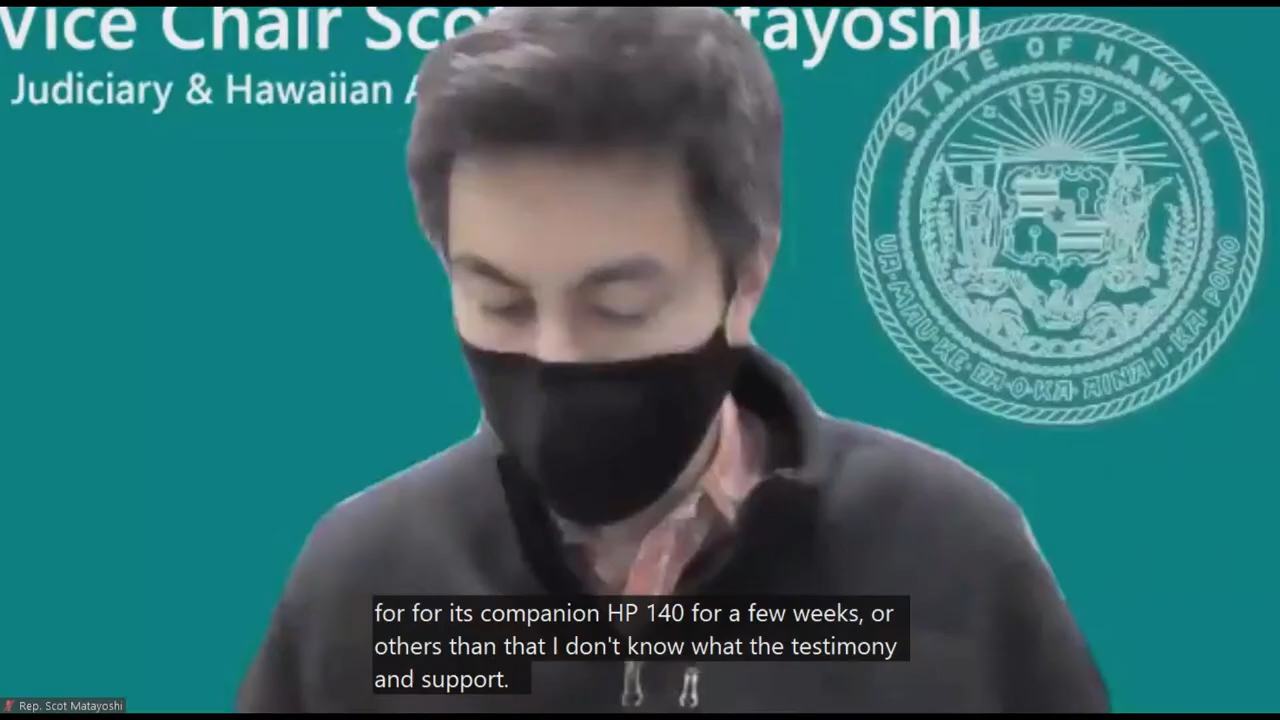 Vice Chair Sco atayoshi
Judiciary & Hawaiian A
STATE OF HAWAII
1959
UA·MAU·KE·EA·O·KA·AINA·I·KA·PONO
for for its companion HP 140 for a few weeks, or
others than that I don't know what the testimony
and support.
Rep. Scot Matayoshi